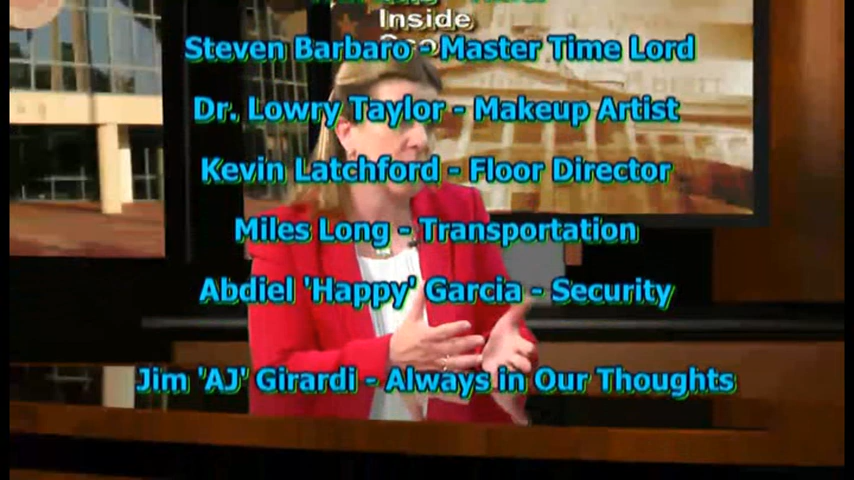 Inside
Steven Barbaro - Master Time Lord
Dr. Lowry Taylor - Makeup Artist
Kevin Latchford - Floor Director
Miles Long - Transportation
Abdiel 'Happy' Garcia - Security
Jim 'AJ' Girardi - Always in Our Thoughts